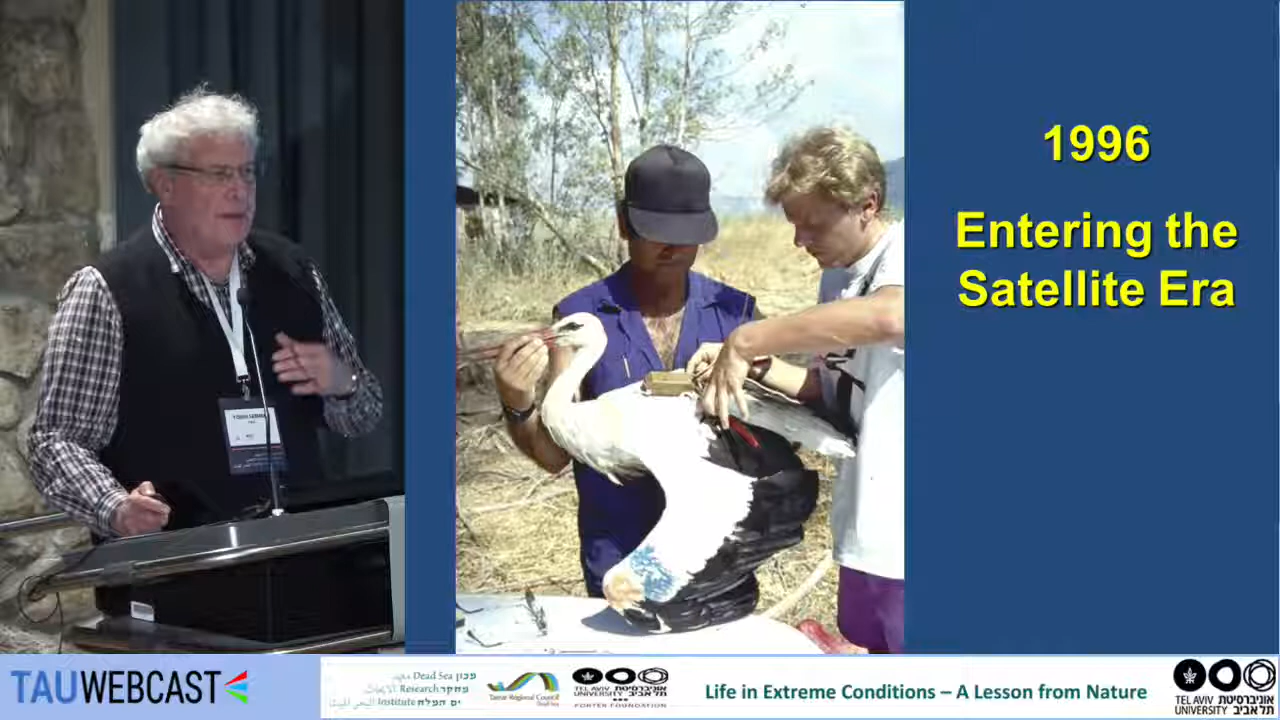 1996
Entering the
Satellite Era
TAUWEBCAST
Dead Sea
Research
Institute
מכון
מחקר
ים המלח
Tamar Regional Council
Dead Sea
TEL AVIV אוניברסיטת
UNIVERSITY תל אביב
PORTER FOUNDATION
Life in Extreme Conditions – A Lesson from Nature
TEL AVIV אוניברסיטת
UNIVERSITY תל אביב